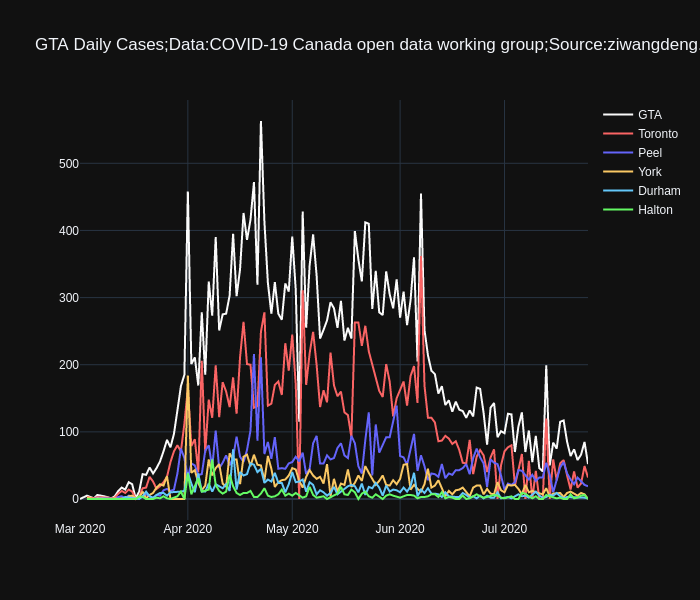 GTA Daily Cases;Data:COVID-19 Canada open data working group;Source:ziwangdeng.
GTA
Toronto
Peel
York
Durham
Halton
500
400
300
200
100
0
Mar 2020
Apr 2020
May 2020
Jun 2020
Jul 2020